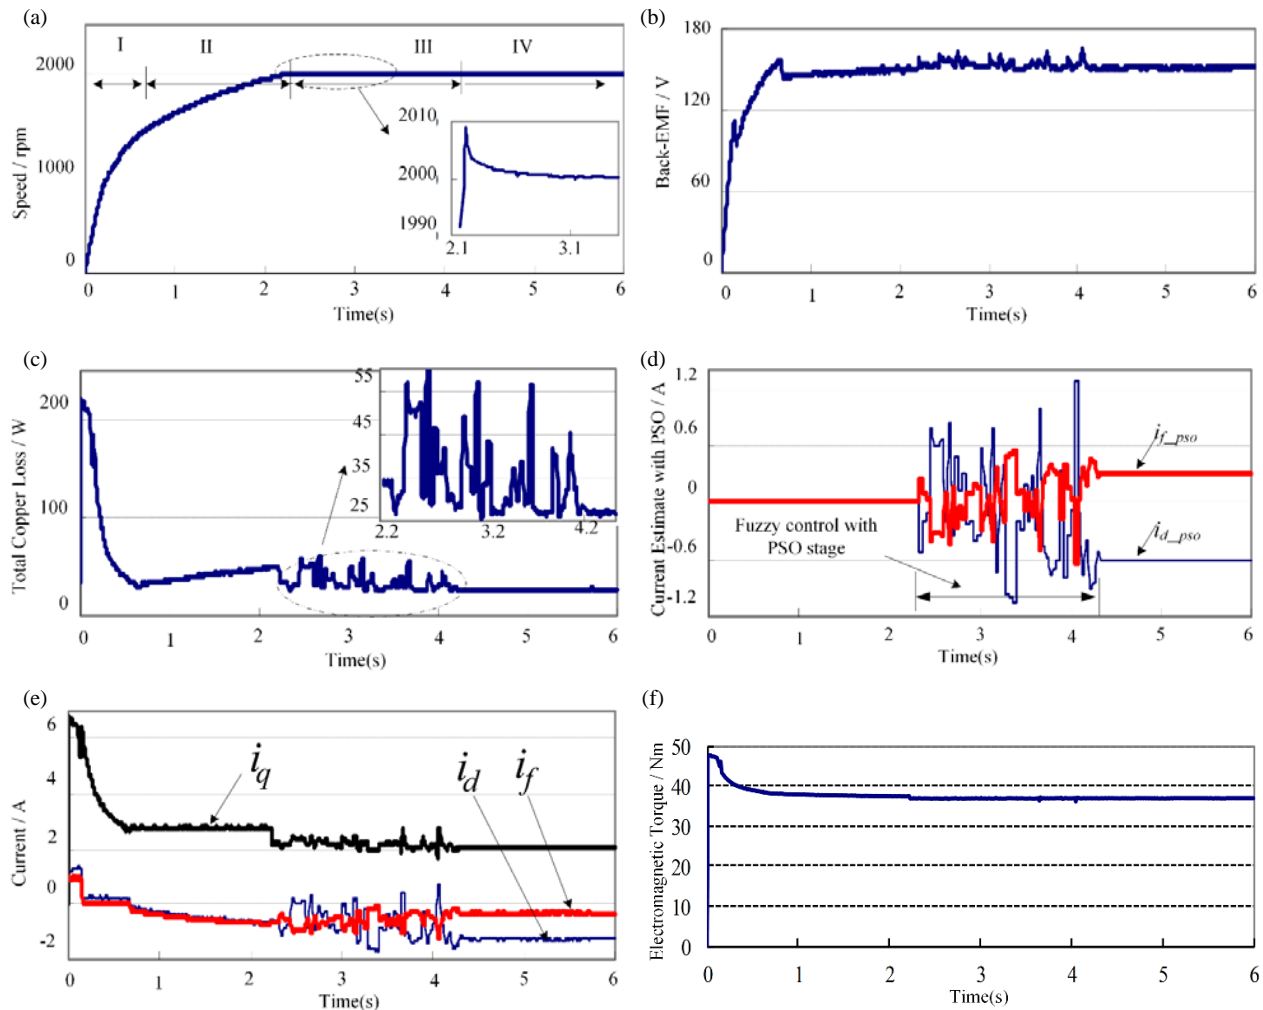 (a)
I
II
III
IV
2000
1000
0
Speed / rpm
2010
2000
1990
2.1
3.1
0
1
2
3
4
5
6
Time(s)
(b)
180
120
60
0
Back-EMF / V
0
1
2
3
4
5
6
Time(s)
(c)
200
100
0
Total Copper Loss / W
55
45
35
25
2.2
3.2
4.2
0
1
2
3
4
5
6
Time(s)
(d)
1.2
0.6
0
-0.6
-1.2
Current Estimate with PSO / A
if_pso
id_pso
Fuzzy control with
PSO stage
0
1
2
3
4
5
6
Time(s)
(e)
6
4
2
0
-2
Current / A
iq
id
if
0
1
2
3
4
5
6
Time(s)
(f)
50
40
30
20
10
0
Electromagnetic Torque / Nm
0
1
2
3
4
5
6
Time(s)